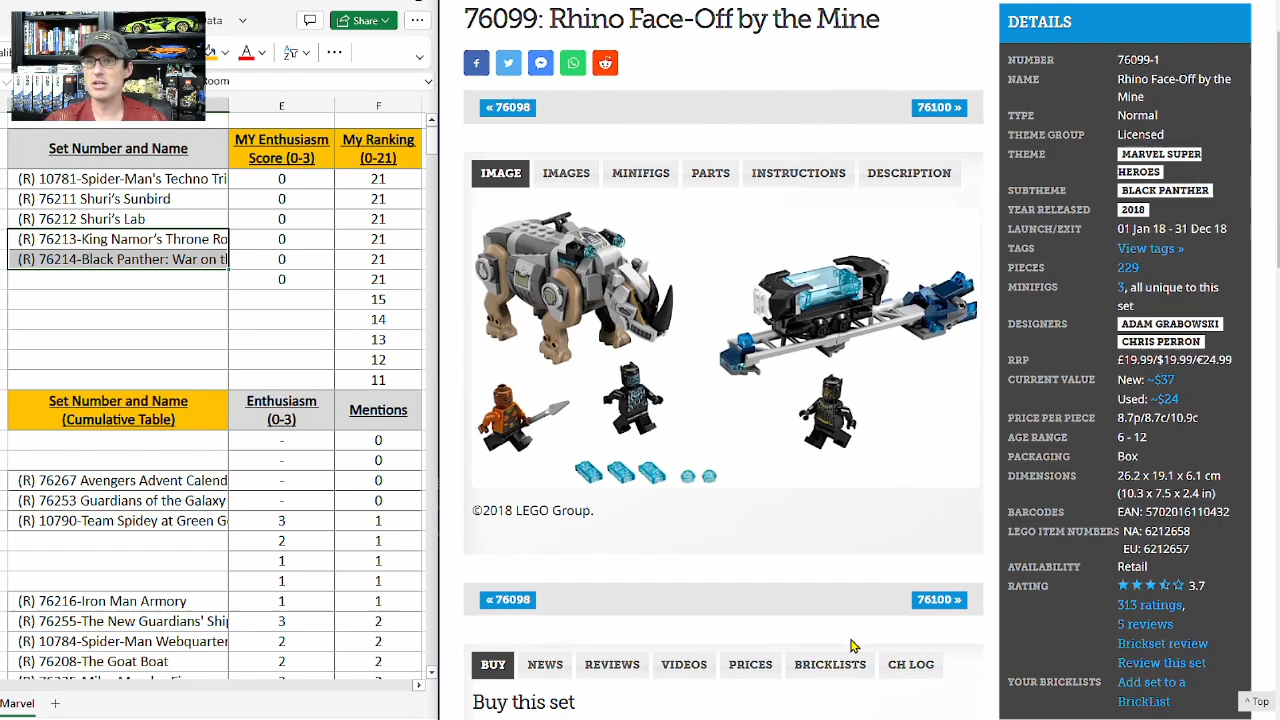 Data
Share
A
oom
E
F
Set Number and Name
MY Enthusiasm Score (0-3)
My Ranking (0-21)
(R) 10781-Spider-Man's Techno Tri 0 21
(R) 76211 Shuri's Sunbird 0 21
(R) 76212 Shuri's Lab 0 21
(R) 76213-King Namor's Throne Ro 0 21
(R) 76214-Black Panther: War on t 0 21
0 21
15
14
13
12
11
Set Number and Name (Cumulative Table)
Enthusiasm (0-3)
Mentions
- 0
- 0
(R) 76267 Avengers Advent Calend - 0
(R) 76253 Guardians of the Galaxy - 0
(R) 10790-Team Spidey at Green G 3 1
2 1
1 1
1 1
(R) 76216-Iron Man Armory 1 1
(R) 76255-The New Guardians' Ship 3 2
(R) 10784-Spider-Man Webquarter 2 2
(R) 76208-The Goat Boat 2 2
Marvel
76099: Rhino Face-Off by the Mine
« 76098
76100 »
IMAGE IMAGES MINIFIGS PARTS INSTRUCTIONS DESCRIPTION
©2018 LEGO Group.
« 76098
76100 »
BUY NEWS REVIEWS VIDEOS PRICES BRICKLISTS CH LOG
Buy this set
DETAILS
NUMBER 76099-1
NAME Rhino Face-Off by the
Mine
TYPE Normal
THEME GROUP Licensed
THEME MARVEL SUPER
HEROES
SUBTHEME BLACK PANTHER
YEAR RELEASED 2018
LAUNCH/EXIT 01 Jan 18 - 31 Dec 18
TAGS View tags »
PIECES 229
MINIFIGS 3, all unique to this
set
DESIGNERS ADAM GRABOWSKI
CHRIS PERRON
RRP £19.99/$19.99/€24.99
CURRENT VALUE New: ~$37
Used: ~$24
PRICE PER PIECE 8.7p/8.7c/10.9c
AGE RANGE 6 - 12
PACKAGING Box
DIMENSIONS 26.2 x 19.1 x 6.1 cm
(10.3 x 7.5 x 2.4 in)
BARCODES EAN: 5702016110432
LEGO ITEM NUMBERS NA: 6212658
EU: 6212657
AVAILABILITY Retail
RATING 3.7
313 ratings,
5 reviews
Brickset review
Review this set
YOUR BRICKLISTS Add set to a
BrickList
^ Top